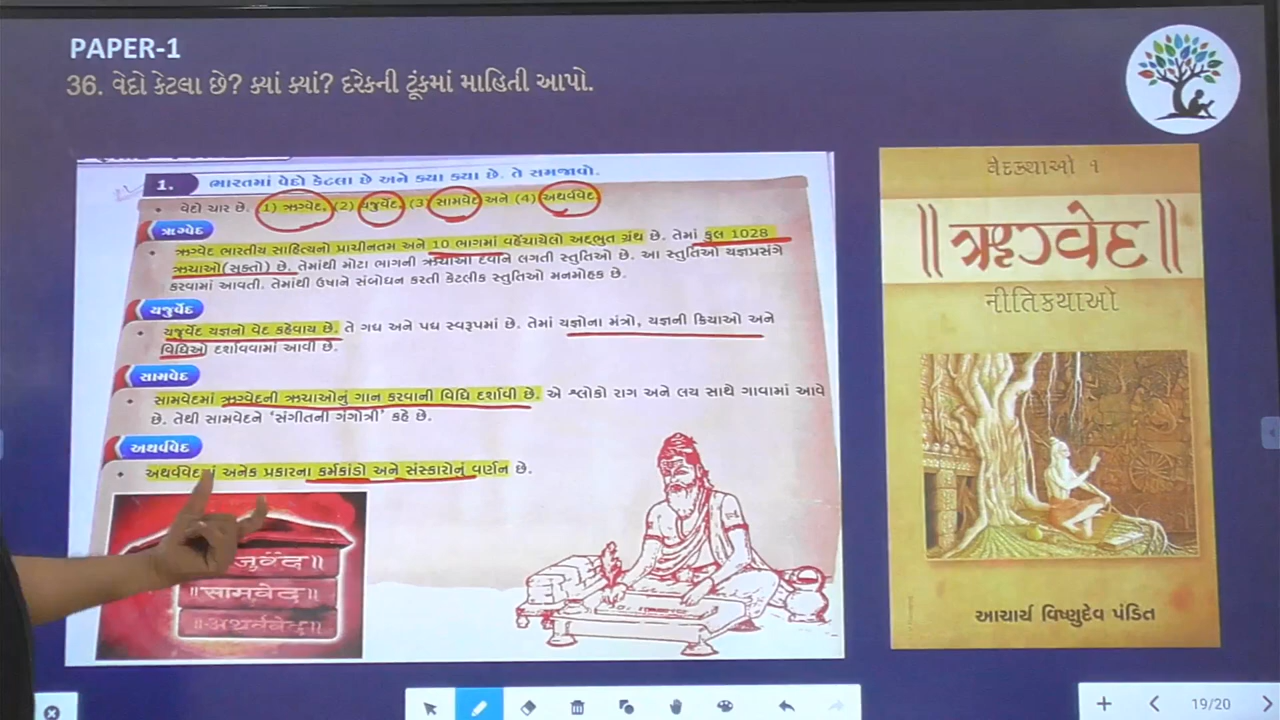 PAPER-1
36. વેદો કેટલા છે? ક્યાં ક્યાં? દરેકની ટૂંકમાં માહિતી આપો.
1. ભારતમાં વેદો કેટલા છે અને ક્યા ક્યા છે. તે સમજાવો.
વેદો ચાર છે. (1) ઋગ્વેદ, (2) યજુર્વેદ, (3) સામવેદ અને (4) અથર્વવેદ
ઋગ્વેદ
ઋગ્વેદ ભારતીય સાહિત્યનો પ્રાચીનતમ અને 10 ભાગમાં વહેંચાયેલો અદ્ભુત ગ્રંથ છે. તેમાં કુલ 1028
ઋચાઓ(સૂક્તો) છે. તેમાંથી મોટા ભાગની ઋચાઓ દેવોને લગતી સ્તુતિઓ છે. આ સ્તુતિઓ યજ્ઞપ્રસંગે
કરવામાં આવતી. તેમાંથી ઉષાને સંબોધન કરતી કેટલીક સ્તુતિઓ મનમોહક છે.
યજુર્વેદ
યજુર્વેદ યજ્ઞનો વેદ કહેવાય છે. તે ગદ્ય અને પદ્ય સ્વરૂપમાં છે. તેમાં યજ્ઞોના મંત્રો, યજ્ઞની ક્રિયાઓ અને
વિધિઓ દર્શાવવામાં આવી છે.
સામવેદ
સામવેદમાં ઋગ્વેદની ઋચાઓનું ગાન કરવાની વિધિ દર્શાવી છે. એ શ્લોકો રાગ અને લય સાથે ગાવામાં આવે
છે. તેથી સામવેદને ‘સંગીતની ગંગોત્રી’ કહે છે.
અથર્વવેદ
અથર્વવેદમાં અનેક પ્રકારના કર્મકાંડો અને સંસ્કારોનું વર્ણન છે.
॥सामवेद॥
॥अथर्ववेद॥
વેદકથાઓ ૧
॥ઋગ્વેદ॥
નીતિકથાઓ
આચાર્ય વિષ્ણુદેવ પંડિત
19/20